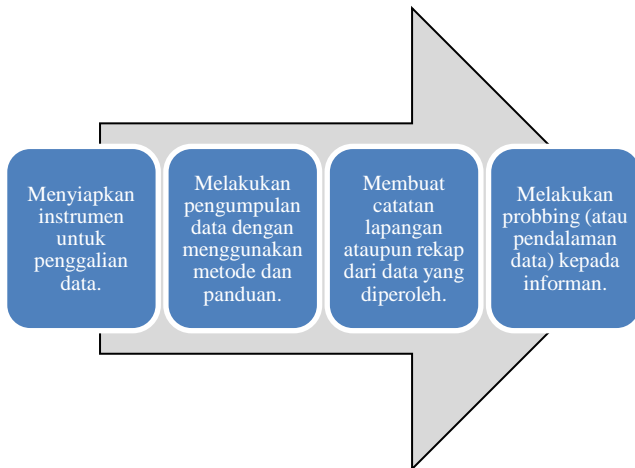 Menyiapkan
instrumen
untuk
penggalian
data.
Melakukan
pengumpulan
data dengan
menggunakan
metode dan
panduan.
Membuat
catatan
lapangan
ataupun rekap
dari data yang
diperoleh.
Melakukan
probbing (atau
pendalaman
data) kepada
informan.